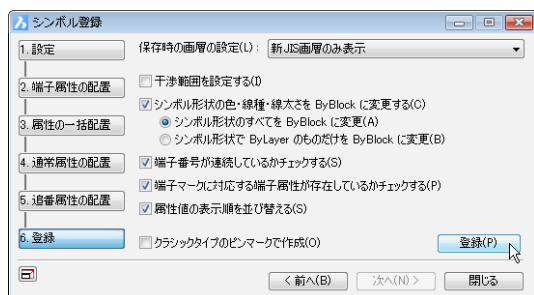 シンボル登録
1. 設定
保存時の画層の設定(L): 新JIS画層のみ表示
2. 端子属性の配置
干渉範囲を設定する(I)
シンボル形状の色・線種・線太さを ByBlock に変更する(C)
シンボル形状のすべてを ByBlock に変更(A)
3. 属性の一括配置
シンボル形状で ByLayer のものだけを ByBlock に変更(B)
4. 通常属性の配置
端子番号が連続しているかチェックする(S)
端子マークに対応する端子属性が存在しているかチェックする(P)
5. 追番属性の配置
属性値の表示順を並び替える(S)
6. 登録
クラシックタイプのピンマークで作成(O)
登録(P)
< 前へ(B)
次へ(N) >
閉じる